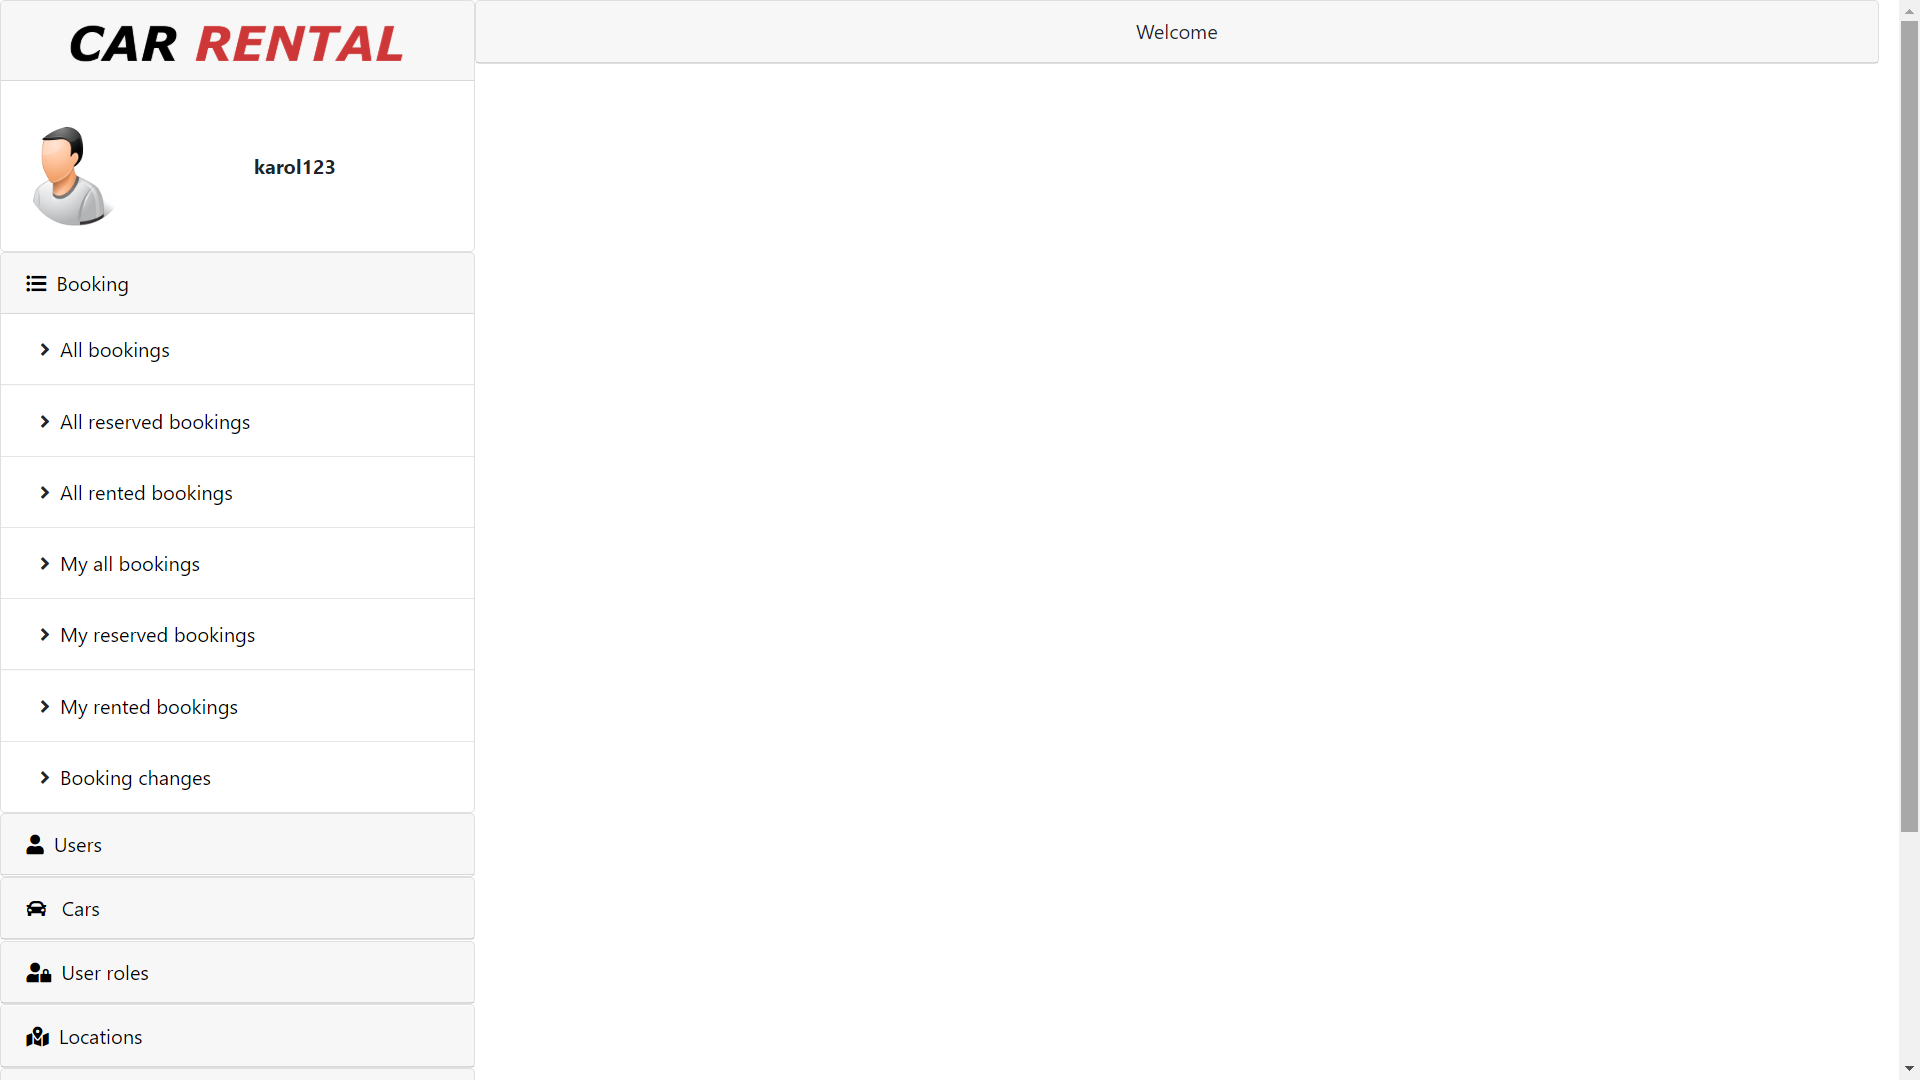 CAR RENTAL
Welcome
karol123
Booking
All bookings
All reserved bookings
All rented bookings
My all bookings
My reserved bookings
My rented bookings
Booking changes
Users
Cars
User roles
Locations